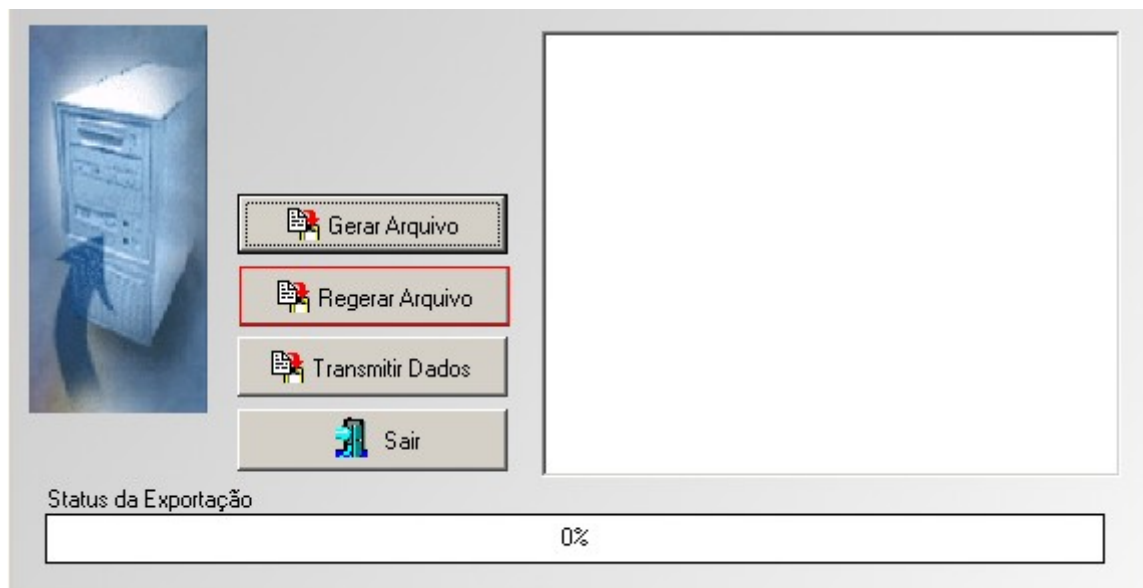 Gerar Arquivo
Regerar Arquivo
Transmitir Dados
Sair
Status da Exportação
0%